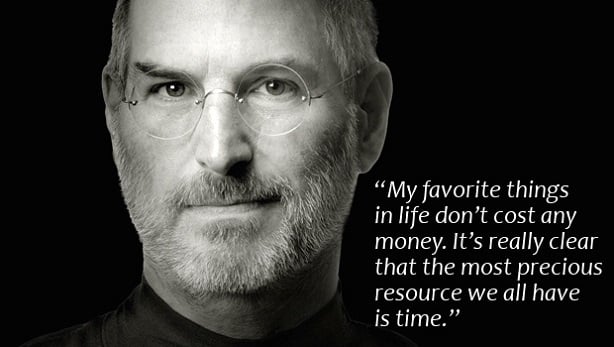 “My favorite things
in life don’t cost any
money. It’s really clear
that the most precious
resource we all have
is time.”